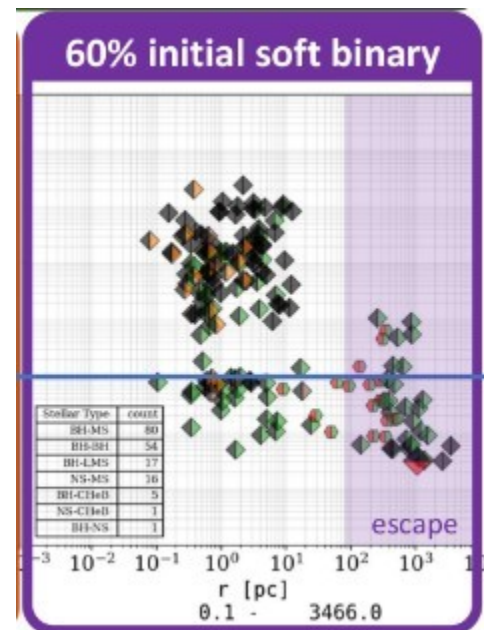 60% initial soft binary
Stellar Type count
BH-MS 80
BH-BH 54
BH-LMS 17
NS-MS 16
BH-CHeB 5
NS-CHeB 1
BH-NS 1
escape
10⁻³ 10⁻² 10⁻¹ 10⁰ 10¹ 10² 10³
r [pc]
0.1 - 3466.0